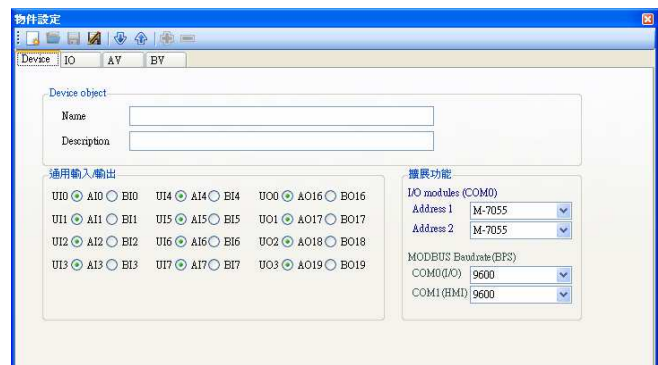 物件設定
Device IO AV BV
Device object
Name
Description
通用輸入/輸出
UI0 AI0 BI0 UI4 AI4 BI4 UO0 AO16 BO16
UI1 AI1 BI1 UI5 AI5 BI5 UO1 AO17 BO17
UI2 AI2 BI2 UI6 AI6 BI6 UO2 AO18 BO18
UI3 AI3 BI3 UI7 AI7 BI7 UO3 AO19 BO19
擴展功能
I/O modules (COM0)
Address 1 M-7055
Address 2 M-7055
MODBUS Baudrate(BPS)
COM0(I/O) 9600
COM1(HMI) 9600